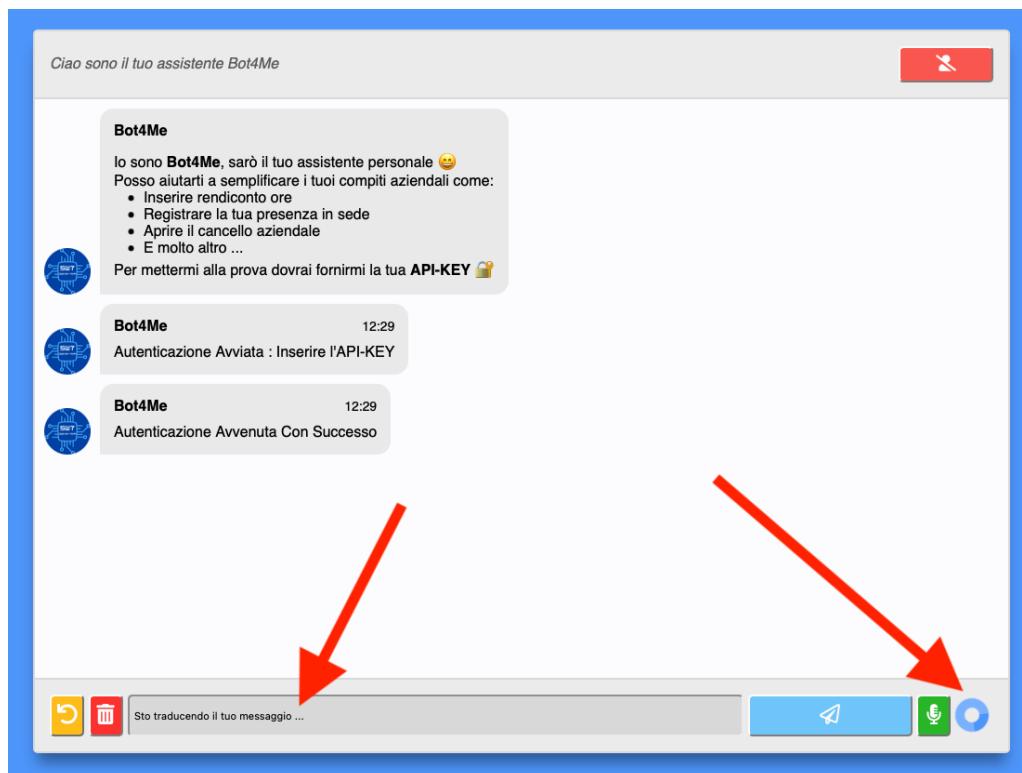 Ciao sono il tuo assistente Bot4Me
Bot4Me
Io sono Bot4Me, sarò il tuo assistente personale 😄
Posso aiutarti a semplificare i tuoi compiti aziendali come:
• Inserire rendiconto ore
• Registrare la tua presenza in sede
• Aprire il cancello aziendale
• E molto altro ...
Per mettermi alla prova dovrai fornirmi la tua API-KEY 🔐
Bot4Me 12:29
Autenticazione Avviata : Inserire l'API-KEY
Bot4Me 12:29
Autenticazione Avvenuta Con Successo
Sto traducendo il tuo messaggio ...